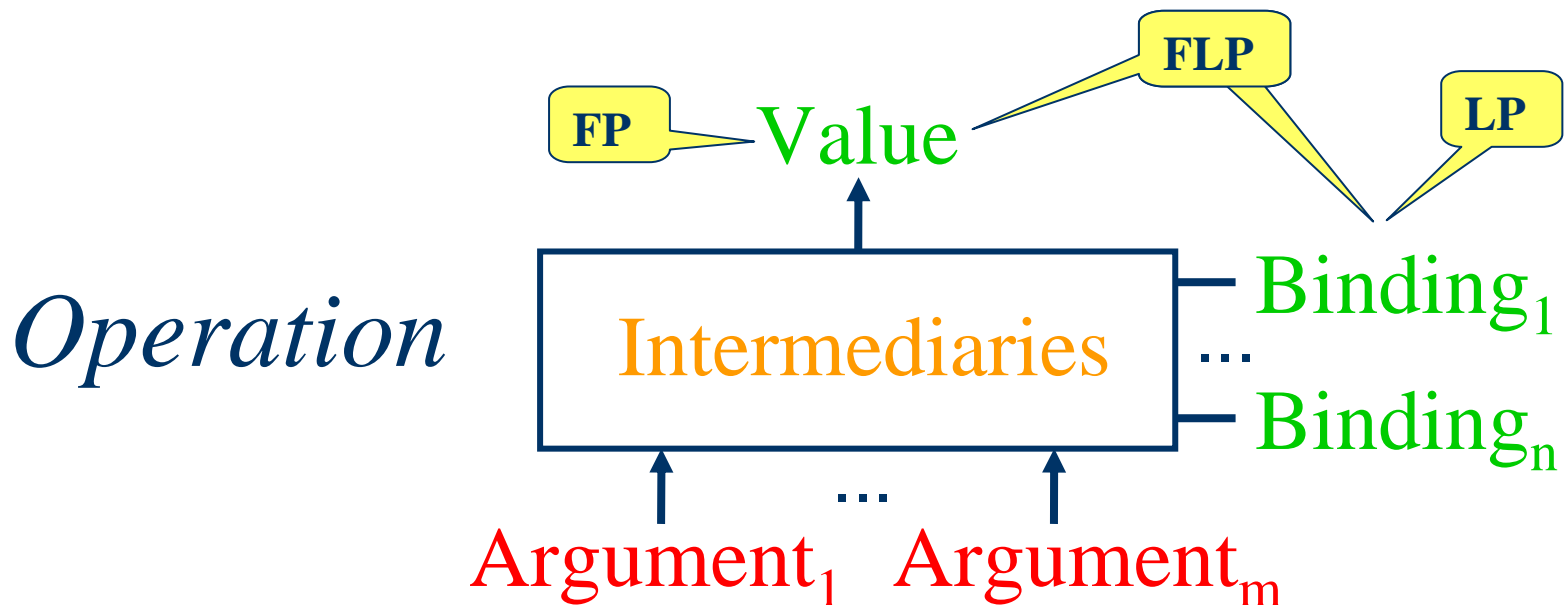 FLP
LP
FP
Value
Binding₁
Operation
Intermediaries
...
Bindingₙ
...
Argument₁ Argumentₘ